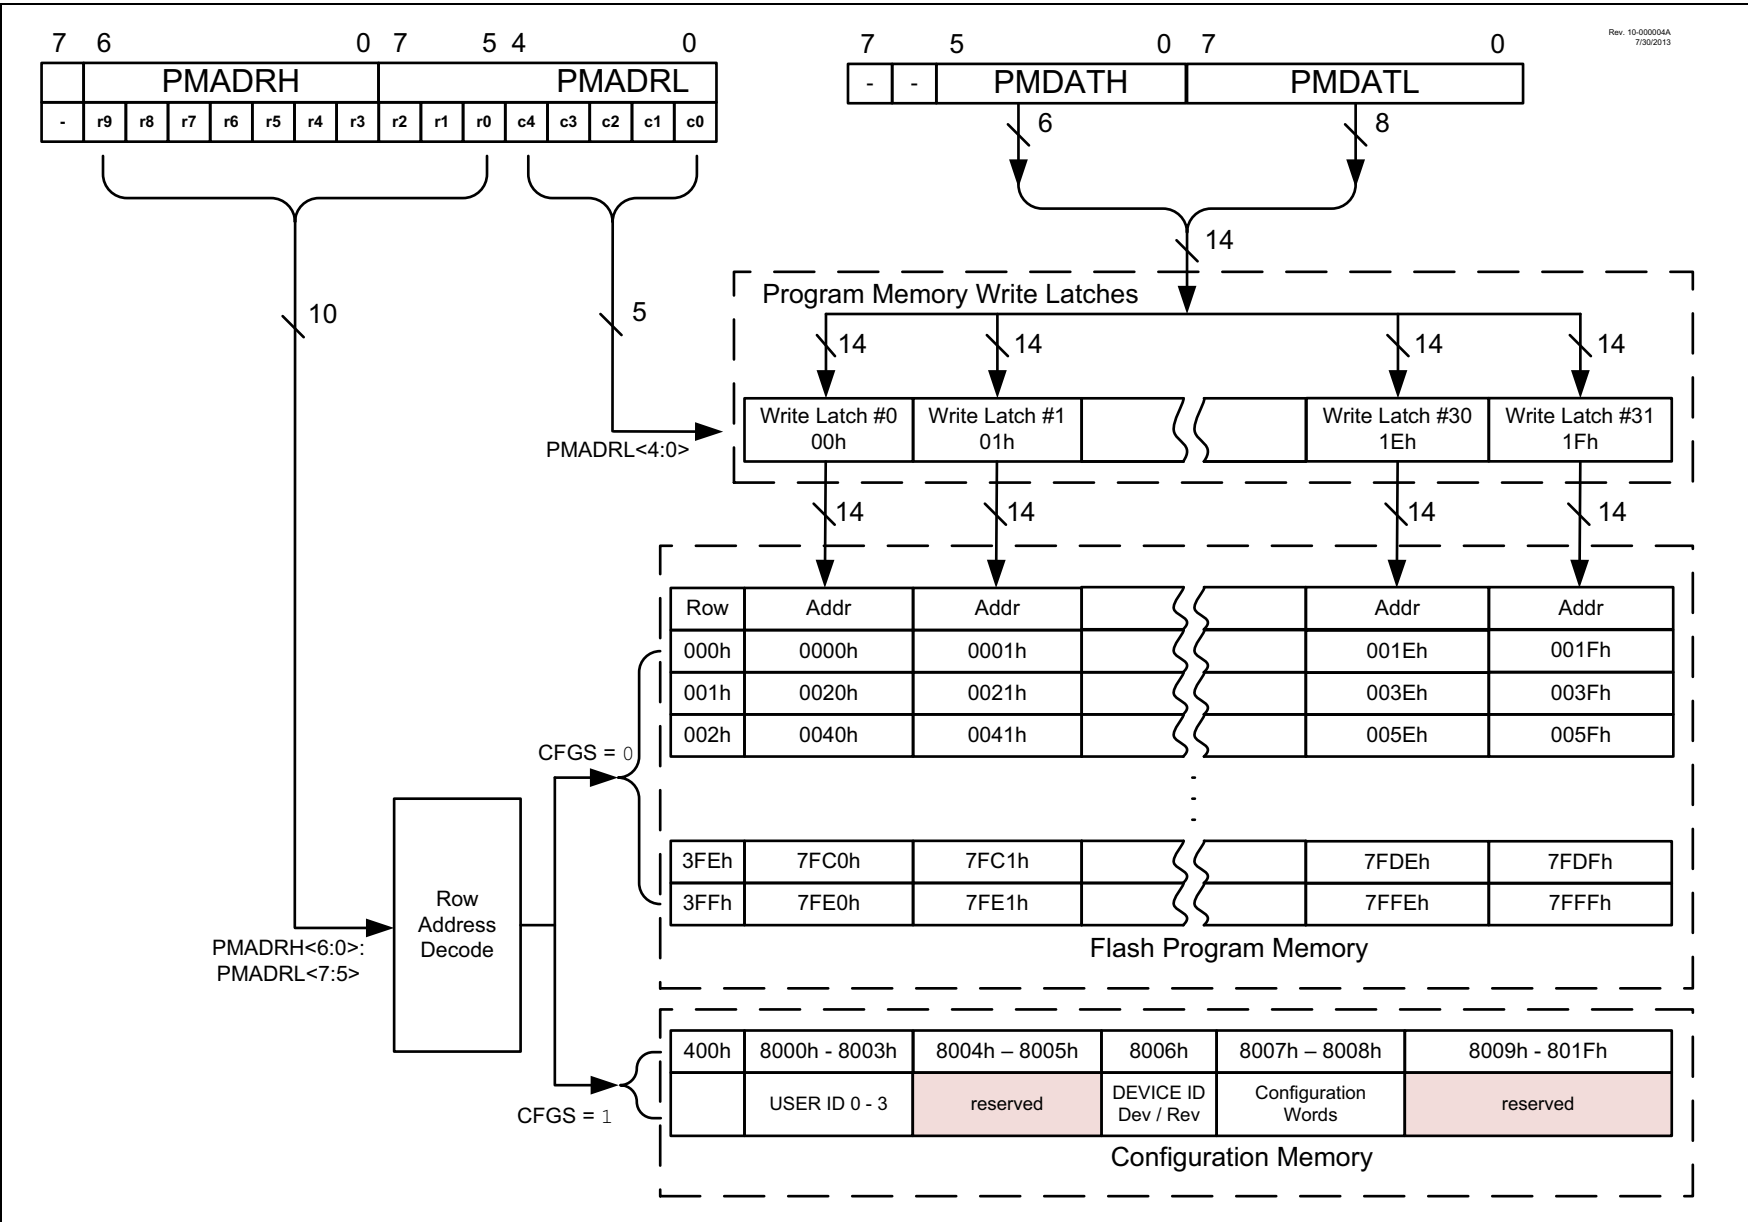 7 6 0 7 5 4 0
7 5 0 7 0
Rev. 10-000004A
7/30/2013
PMADRH PMADRL
- - PMDATH PMDATL
- r9 r8 r7 r6 r5 r4 r3 r2 r1 r0 c4 c3 c2 c1 c0
6 8
14
10 5
Program Memory Write Latches
14 14 14 14
Write Latch #0 Write Latch #1 Write Latch #30 Write Latch #31
00h 01h 1Eh 1Fh
PMADRL<4:0>
14 14 14 14
Row Addr Addr Addr Addr
000h 0000h 0001h 001Eh 001Fh
001h 0020h 0021h 003Eh 003Fh
002h 0040h 0041h 005Eh 005Fh
CFGS = 0
3FEh 7FC0h 7FC1h 7FDEh 7FDFh
3FFh 7FE0h 7FE1h 7FFEh 7FFFh
Flash Program Memory
Row
Address
Decode
PMADRH<6:0>:
PMADRL<7:5>
400h 8000h - 8003h 8004h – 8005h 8006h 8007h – 8008h 8009h - 801Fh
USER ID 0 - 3 reserved DEVICE ID Configuration reserved
Dev / Rev Words
CFGS = 1
Configuration Memory